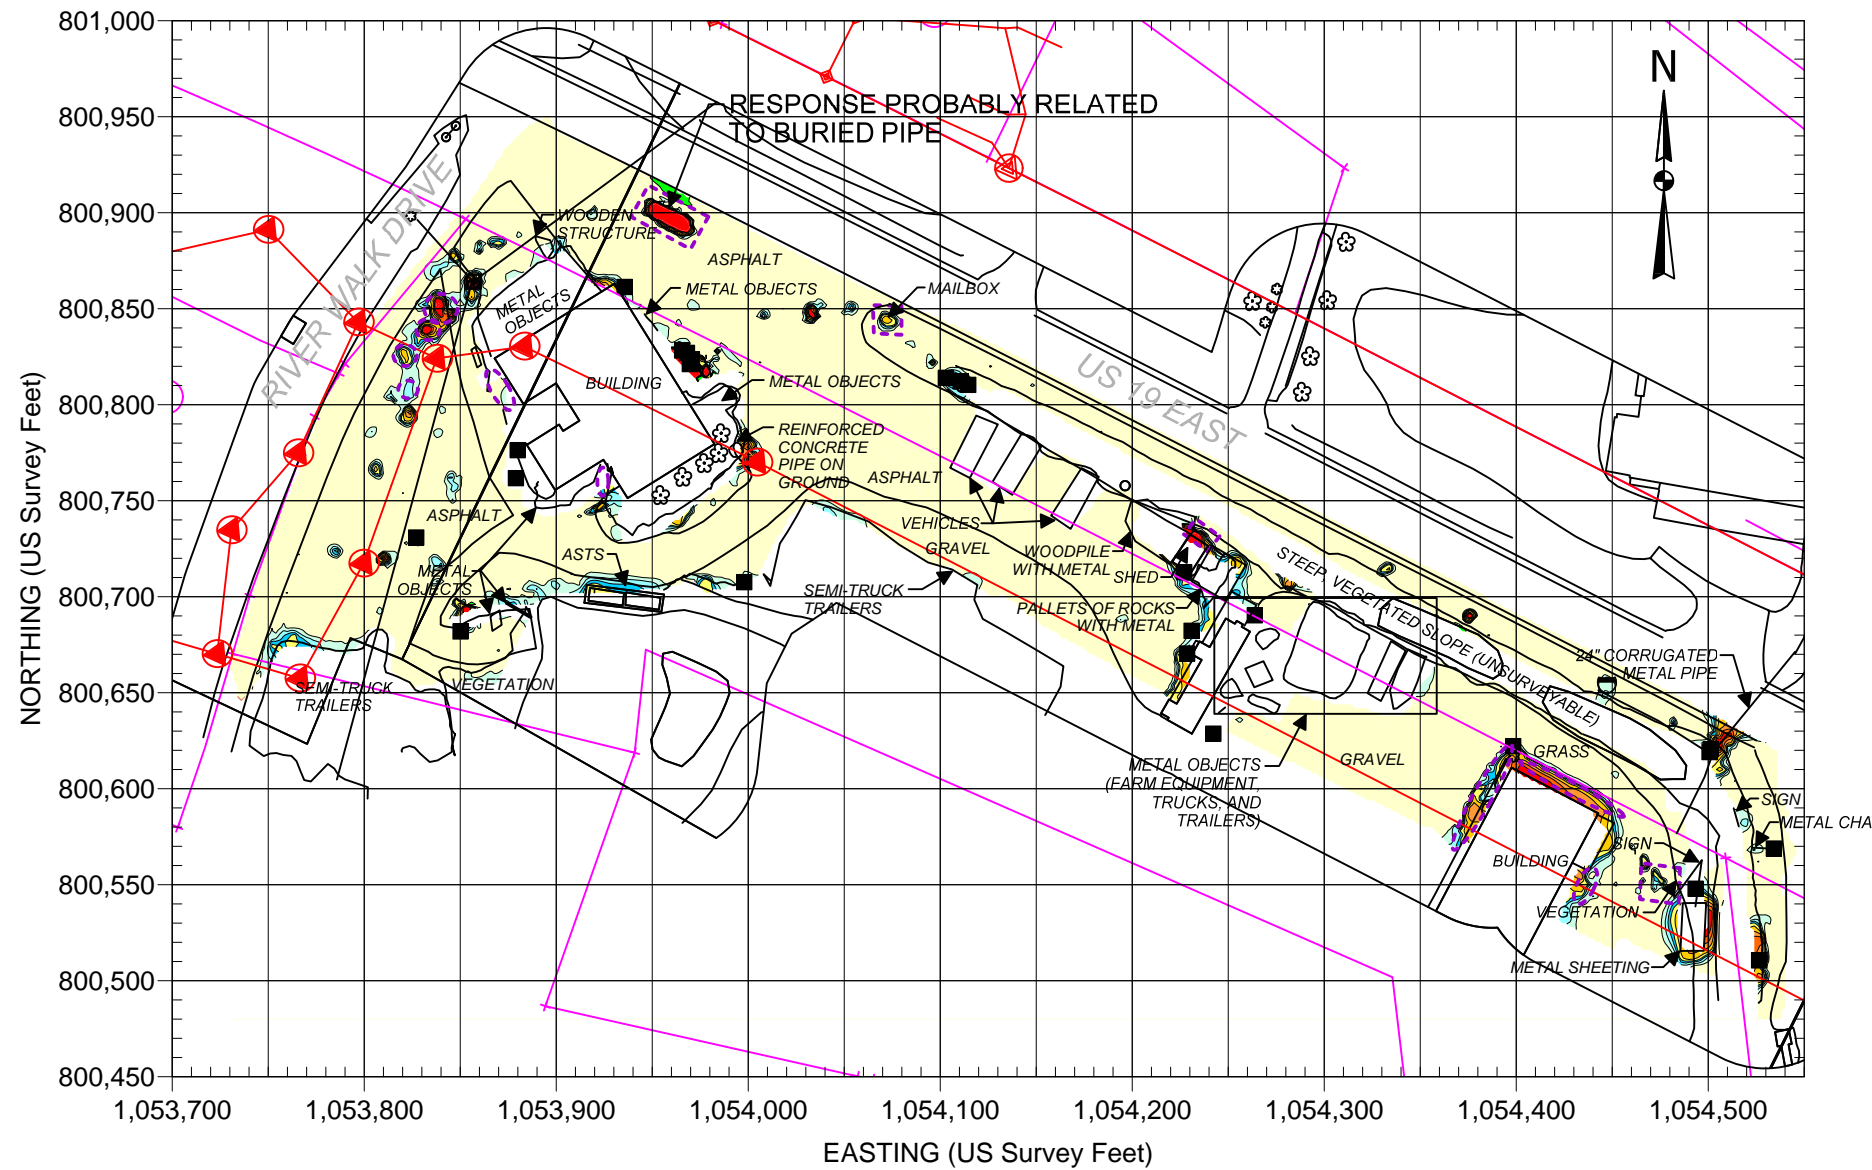 801,000
800,950
800,900
800,850
800,800
800,750
800,700
800,650
800,600
800,550
800,500
800,450
NORTHING (US Survey Feet)
1,053,700
1,053,800
1,053,900
1,054,000
1,054,100
1,054,200
1,054,300
1,054,400
1,054,500
EASTING (US Survey Feet)
N
RESPONSE PROBABLY RELATED
TO BURIED PIPE
RIVER WALK DRIVE
US 19 EAST
WOODEN
STRUCTURE
ASPHALT
METAL OBJECTS
MAILBOX
METAL
OBJECTS
BUILDING
METAL OBJECTS
REINFORCED
CONCRETE
PIPE ON
GROUND
ASPHALT
ASPHALT
VEHICLES
GRAVEL
WOODPILE
WITH METAL
SHED
ASTS
METAL
OBJECTS
SEMI-TRUCK
TRAILERS
PALLETS OF ROCKS
WITH METAL
STEEP, VEGETATED SLOPE (UNSURVEYABLE)
24" CORRUGATED
METAL PIPE
SEMI-TRUCK
TRAILERS
VEGETATION
METAL OBJECTS
(FARM EQUIPMENT,
TRUCKS, AND
TRAILERS)
GRAVEL
GRASS
SIGN
METAL CHA
SIGN
BUILDING
VEGETATION
METAL SHEETING